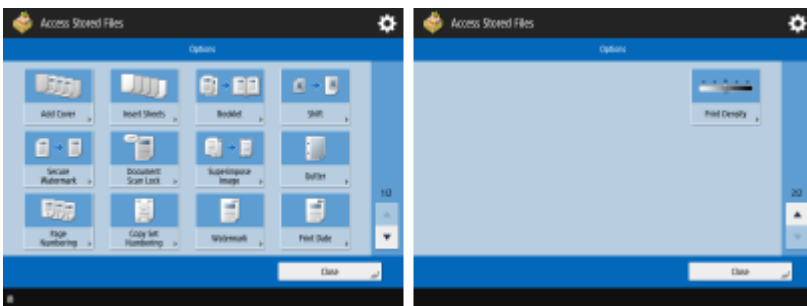 Access Stored Files
Options
Add Cover
Insert Sheets
Booklet
Shift
Secure
Watermark
Document
Scan Lock
Superimpose
Image
Gutter
Page
Numbering
Copy Set
Numbering
Watermark
Print Date
1/2
Close
Access Stored Files
Options
Print Density
2/2
Close